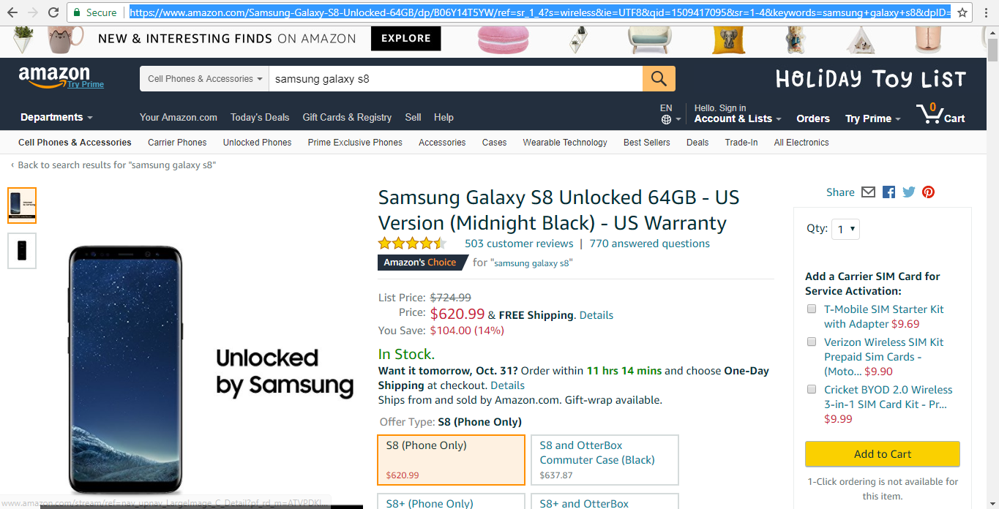 Secure
https://www.amazon.com/Samsung-Galaxy-S8-Unlocked-64GB/dp/B06Y14T5YW/ref=sr_1_4?s=wireless&ie=UTF8&qid=1509417095&sr=1-4&keywords=samsung+galaxy+s8&dpID=
NEW & INTERESTING FINDS ON AMAZON
EXPLORE
amazon
Try Prime
Cell Phones & Accessories
samsung galaxy s8
HOLIDAY TOY LIST
Departments
Your Amazon.com
Today's Deals
Gift Cards & Registry
Sell
Help
EN
Hello. Sign in
Account & Lists
Orders
Try Prime
0
Cart
Cell Phones & Accessories
Carrier Phones
Unlocked Phones
Prime Exclusive Phones
Accessories
Cases
Wearable Technology
Best Sellers
Deals
Trade-In
All Electronics
‹ Back to search results for "samsung galaxy s8"
Unlocked
by Samsung
Samsung Galaxy S8 Unlocked 64GB - US
Version (Midnight Black) - US Warranty
503 customer reviews | 770 answered questions
Amazon's Choice for "samsung galaxy s8"
List Price: $724.99
Price: $620.99 & FREE Shipping. Details
You Save: $104.00 (14%)
In Stock.
Want it tomorrow, Oct. 31? Order within 11 hrs 14 mins and choose One-Day
Shipping at checkout. Details
Ships from and sold by Amazon.com. Gift-wrap available.
Offer Type: S8 (Phone Only)
S8 (Phone Only)
$620.99
S8 and OtterBox
Commuter Case (Black)
$637.87
S8+ (Phone Only)
S8+ and OtterBox
Share
Qty: 1
Add a Carrier SIM Card for
Service Activation:
T-Mobile SIM Starter Kit
with Adapter $9.69
Verizon Wireless SIM Kit
Prepaid Sim Cards -
(Moto... $9.90
Cricket BYOD 2.0 Wireless
3-in-1 SIM Card Kit - Pr...
$9.99
Add to Cart
1-Click ordering is not available for
this item.
www.amazon.com/stream/ref=nav_upnav_LargeImage_C_Detail?pf_rd_m=ATVPDKI...